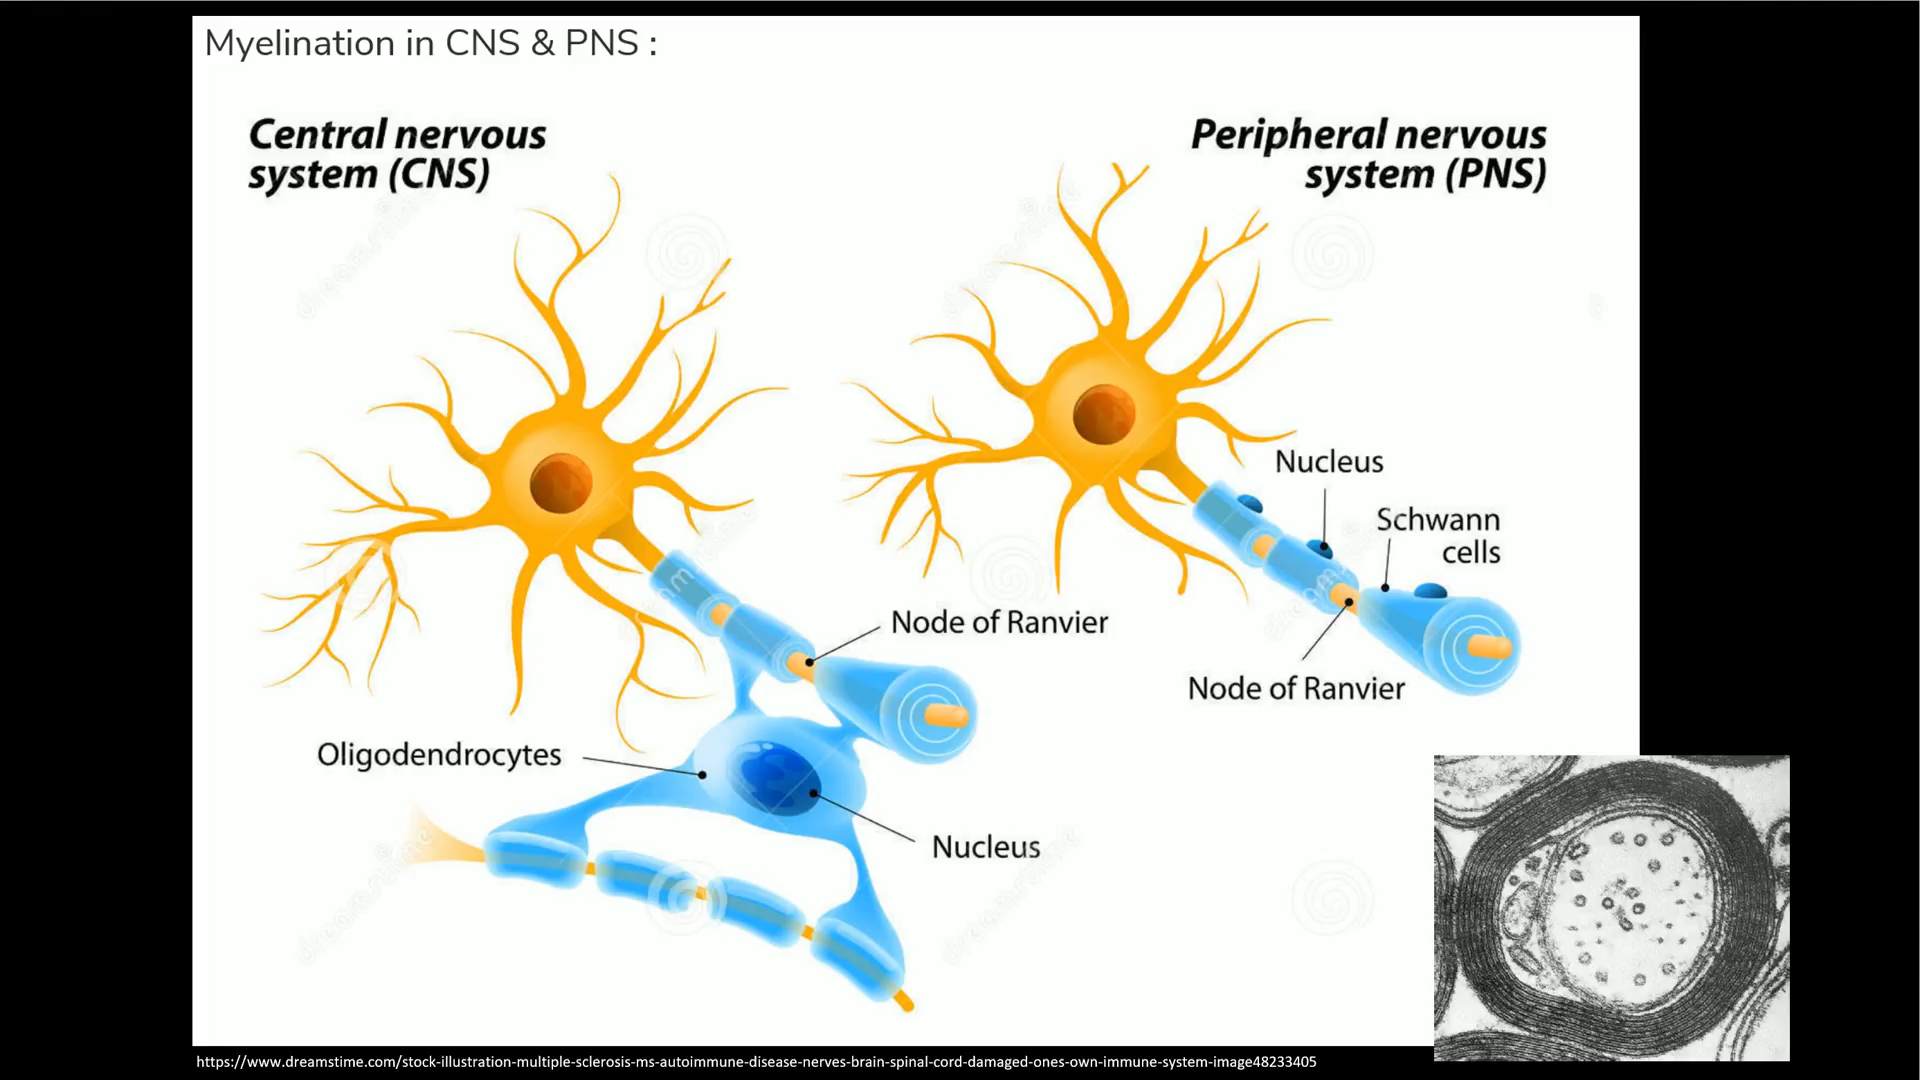 Myelination in CNS & PNS :
Central nervous
system (CNS)
Peripheral nervous
system (PNS)
Nucleus
Schwann
cells
Node of Ranvier
Node of Ranvier
Oligodendrocytes
Nucleus
dreamstime
dreamstime
https://www.dreamstime.com/stock-illustration-multiple-sclerosis-ms-autoimmune-disease-nerves-brain-spinal-cord-damaged-ones-own-immune-system-image48233405